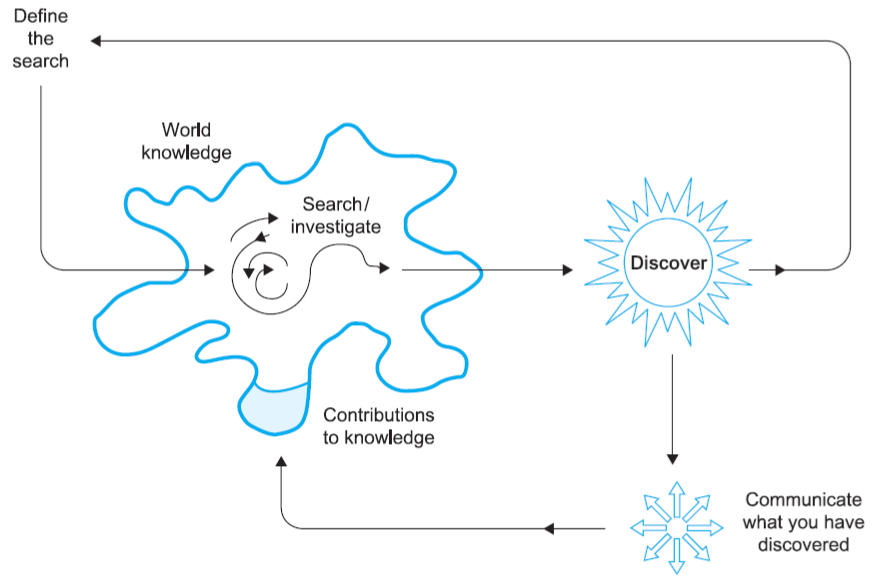 Define
the
search
World
knowledge
Search/
investigate
Discover
Contributions
to knowledge
Communicate
what you have
discovered